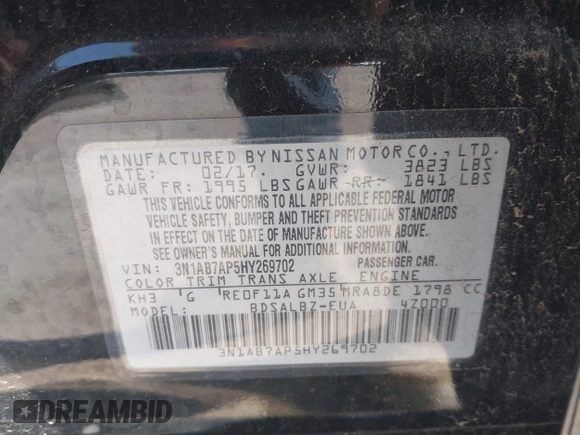 MANUFACTURED BY NISSAN MOTOR CO., LTD.
DATE: 02/17. GVWR: 3823 LBS
GAWR FR: 1995 LBS GAWR RR: 1841 LBS
THIS VEHICLE CONFORMS TO ALL APPLICABLE FEDERAL MOTOR
VEHICLE SAFETY, BUMPER AND THEFT PREVENTION STANDARDS
IN EFFECT ON THE DATE OF MANUFACTURE SHOWN ABOVE.
SEE OWNER'S MANUAL FOR ADDITIONAL INFORMATION.
VIN: 3N1AB7AP5HY269702 PASSENGER CAR.
COLOR TRIM TRANS AXLE ENGINE
KH3 G RE0F11A GM35 MRA8DE 1798 CC
MODEL: BDSALBZ-EUA 4Z000
3N1AB7AP5HY269702
DREAMBID